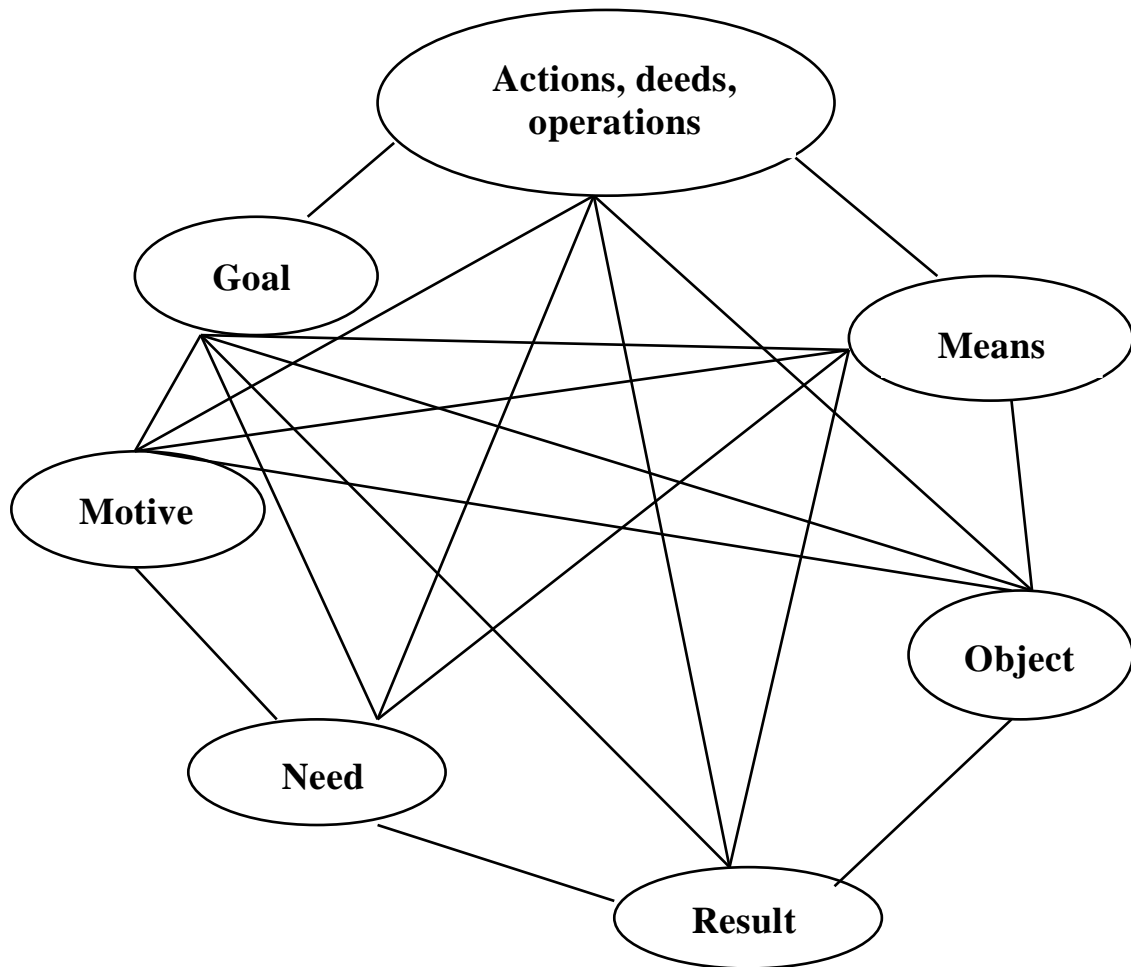 Actions, deeds,
operations
Goal
Means
Motive
Object
Need
Result